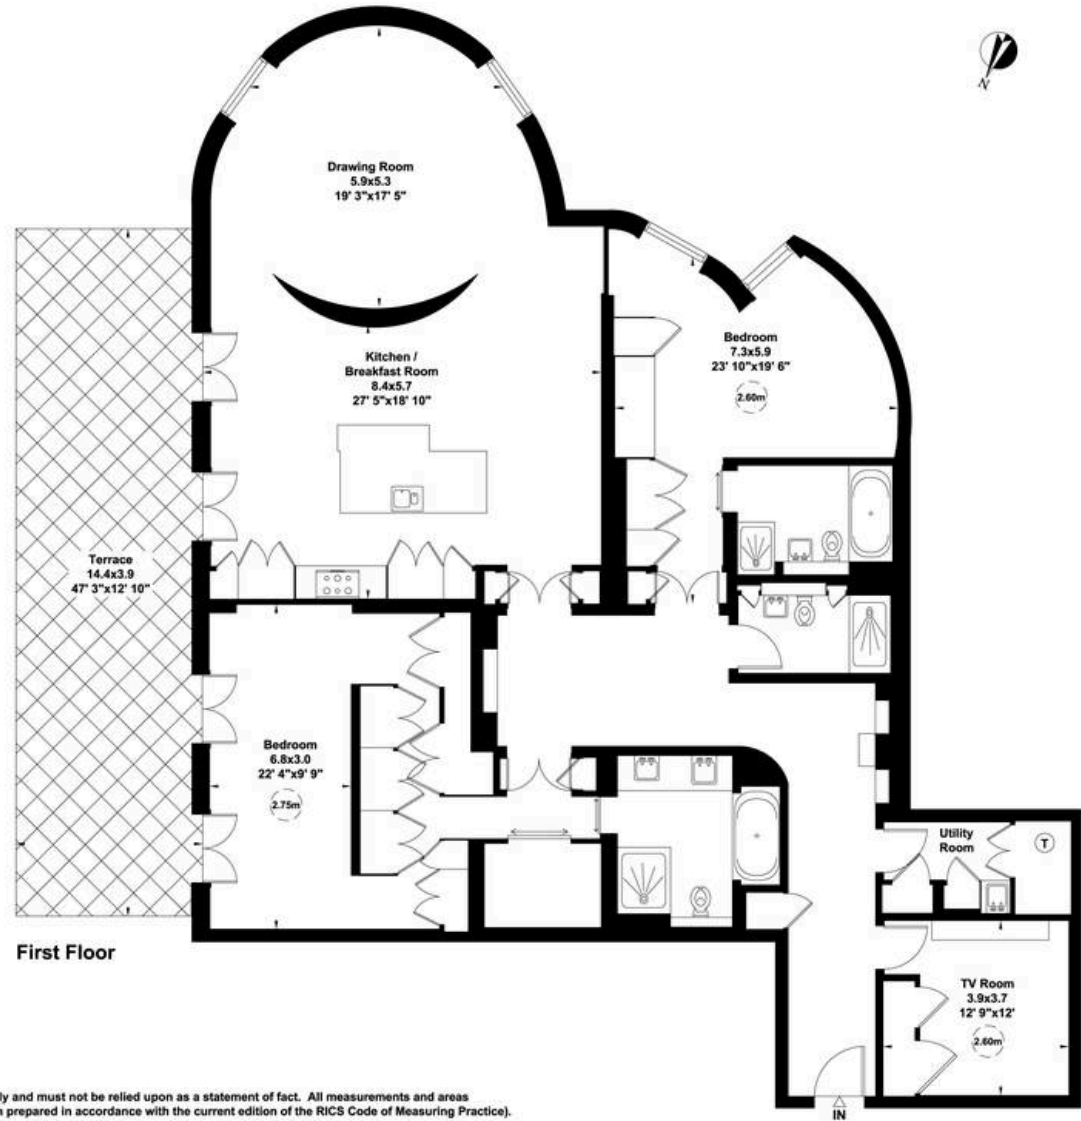 N
Drawing Room
5.9x5.3
19' 3"x17' 5"
Kitchen /
Breakfast Room
8.4x5.7
27' 5"x18' 10"
Bedroom
7.3x5.9
23' 10"x19' 6"
2.60m
Terrace
14.4x3.9
47' 3"x12' 10"
Bedroom
6.8x3.0
22' 4"x9' 9"
2.75m
Utility
Room
T
First Floor
TV Room
3.9x3.7
12' 9"x12'
2.60m
IN
and must not be relied upon as a statement of fact. All measurements and areas
prepared in accordance with the current edition of the RICS Code of Measuring Practice).